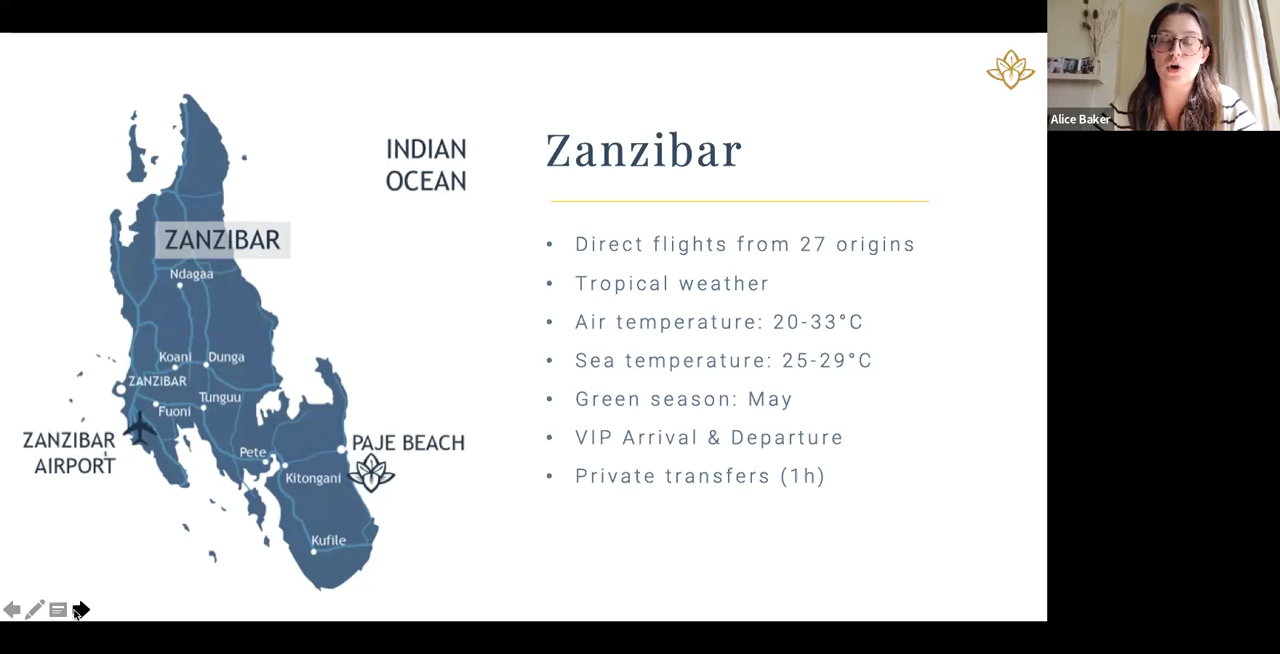 Alice Baker
INDIAN
OCEAN
Zanzibar
ZANZIBAR
Ndagaa
Koani
Dunga
ZANZIBAR
Tunguu
Fuoni
ZANZIBAR
AIRPORT
Pete
PAJE BEACH
Kitongani
Kufile
• Direct flights from 27 origins
• Tropical weather
• Air temperature: 20-33°C
• Sea temperature: 25-29°C
• Green season: May
• VIP Arrival & Departure
• Private transfers (1h)